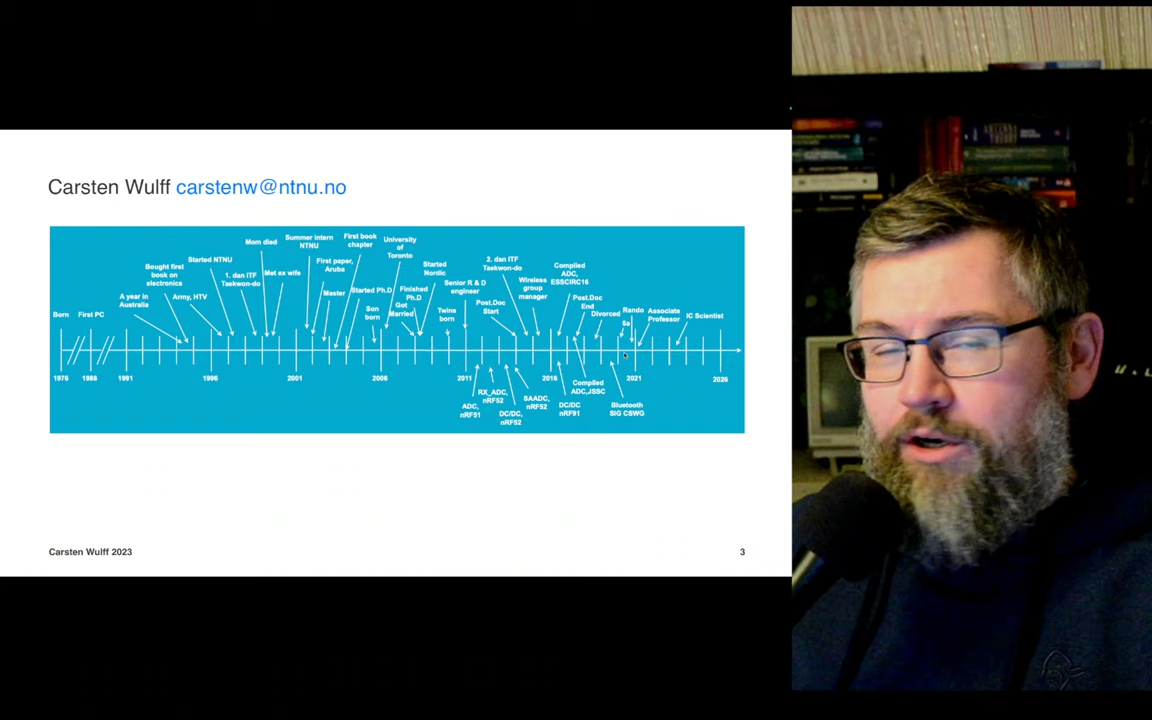 Carsten Wulff carstenw@ntnu.no
Born
First PC
A year in
Australia
Bought first
book on
electronics
Army, HTV
Started NTNU
1. dan ITF
Taekwon-do
Mom died
Met ex wife
Summer intern
NTNU
First paper,
Aruba
Master
First book
chapter
Started Ph.D
Son
born
University
of
Toronto
Got
Married
Finished
Ph.D
Started
Nordic
Twins
born
Senior R & D
engineer
Post.Doc
Start
2. dan ITF
Taekwon-do
Wireless
group
manager
Compiled
ADC,
ESSCIRC16
Post.Doc
End
Divorced
6a
Rando
Associate
Professor
IC Scientist
1976
1986
1991
1996
2001
2006
2011
2016
2021
2026
ADC,
nRF51
RX_ADC,
nRF52
DC/DC,
nRF52
SAADC,
nRF52
DC/DC
nRF91
Compiled
ADC,JSSC
Bluetooth
SIG CSWG
Carsten Wulff 2023
3